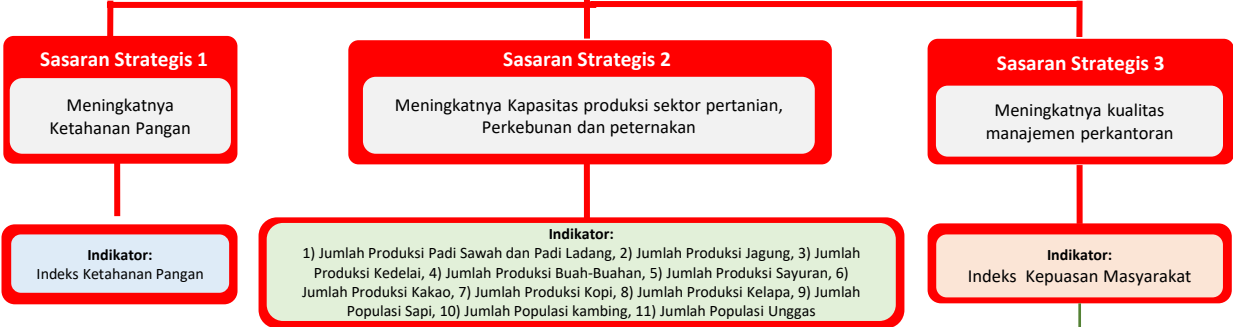 Sasaran Strategis 1
Meningkatnya
Ketahanan Pangan
Indikator:
Indeks Ketahanan Pangan
Sasaran Strategis 2
Meningkatnya Kapasitas produksi sektor pertanian,
Perkebunan dan peternakan
Indikator:
1) Jumlah Produksi Padi Sawah dan Padi Ladang, 2) Jumlah Produksi Jagung, 3) Jumlah
Produksi Kedelai, 4) Jumlah Produksi Buah-Buahan, 5) Jumlah Produksi Sayuran, 6)
Jumlah Produksi Kakao, 7) Jumlah Produksi Kopi, 8) Jumlah Produksi Kelapa, 9) Jumlah
Populasi Sapi, 10) Jumlah Populasi kambing, 11) Jumlah Populasi Unggas
Sasaran Strategis 3
Meningkatnya kualitas
manajemen perkantoran
Indikator:
Indeks Kepuasan Masyarakat